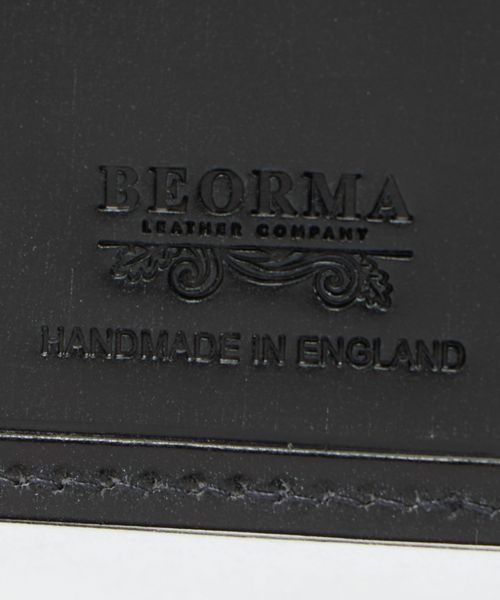 BEORMA
LEATHER COMPANY
HANDMADE IN ENGLAND